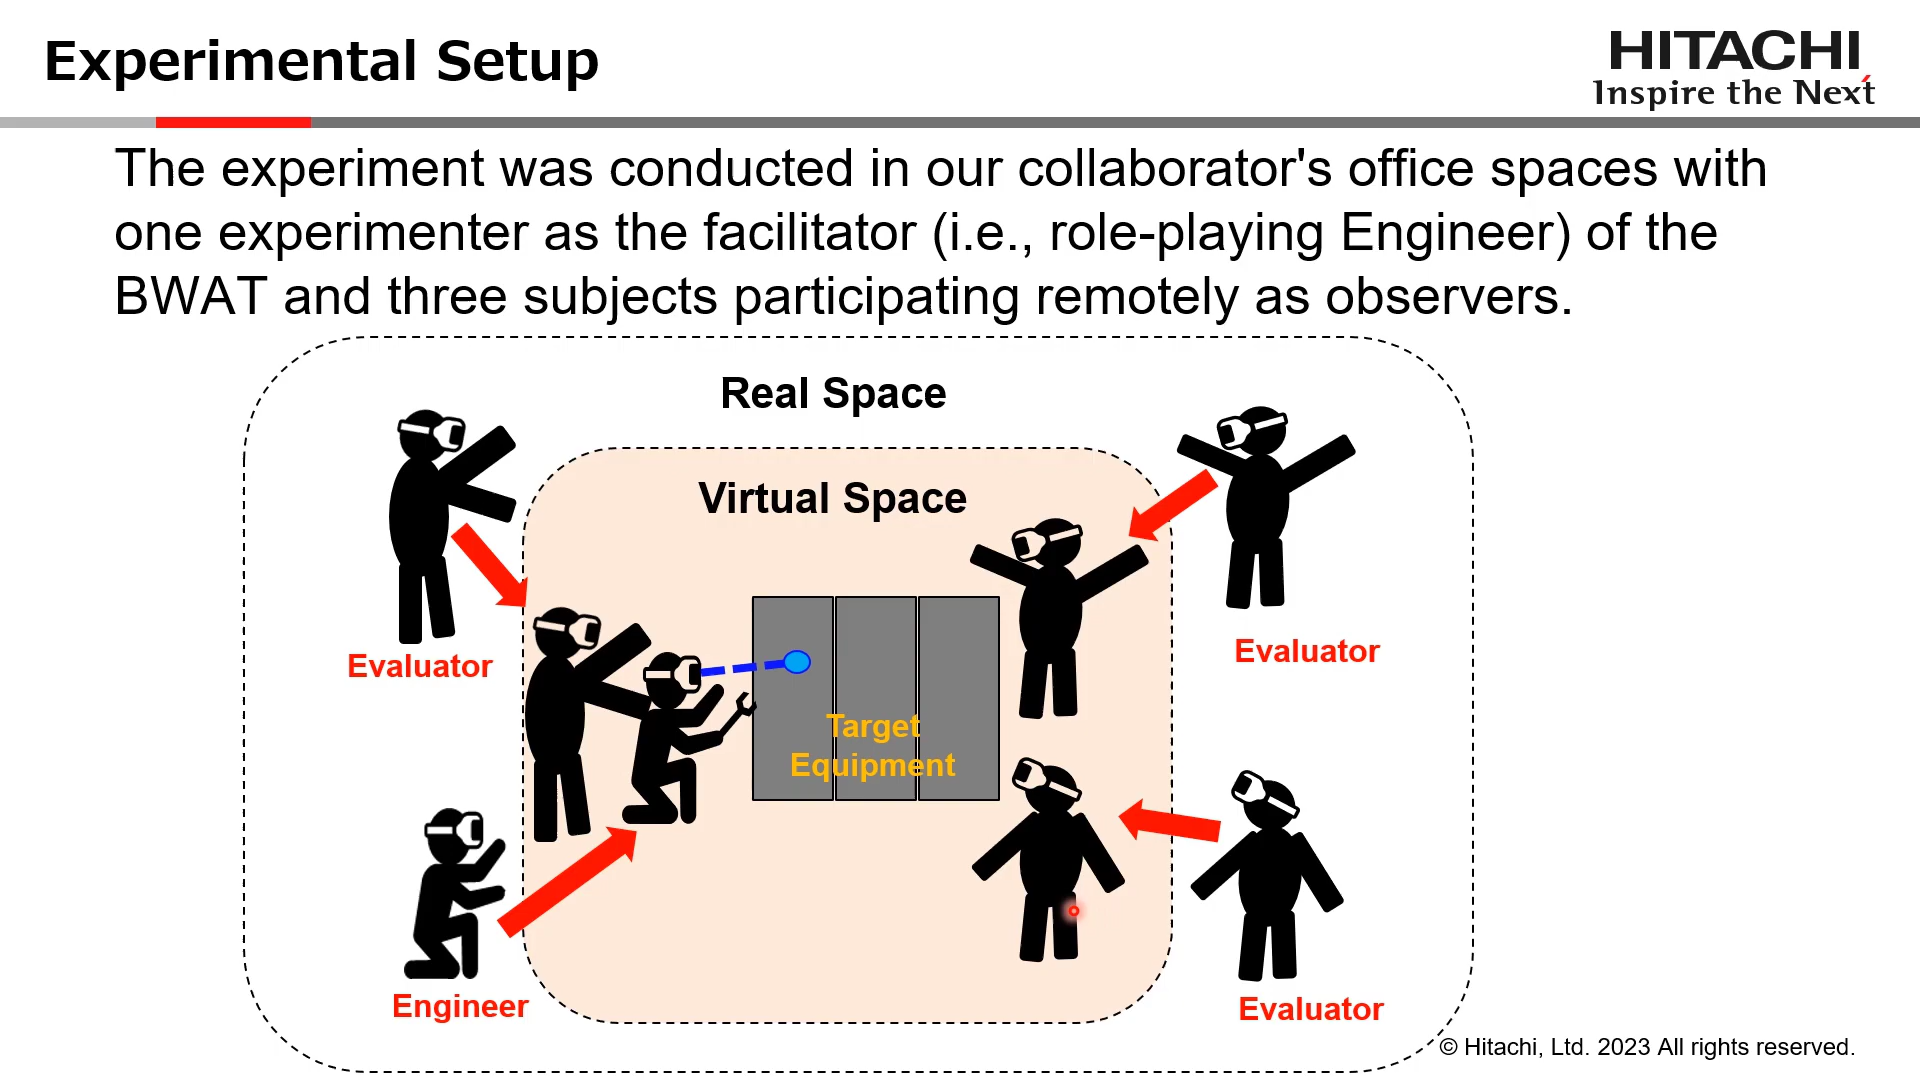 Experimental Setup
HITACHI
Inspire the Next
The experiment was conducted in our collaborator's office spaces with
one experimenter as the facilitator (i.e., role-playing Engineer) of the
BWAT and three subjects participating remotely as observers.
Real Space
Virtual Space
Evaluator
Evaluator
Target
Equipment
Engineer
Evaluator
© Hitachi, Ltd. 2023 All rights reserved.